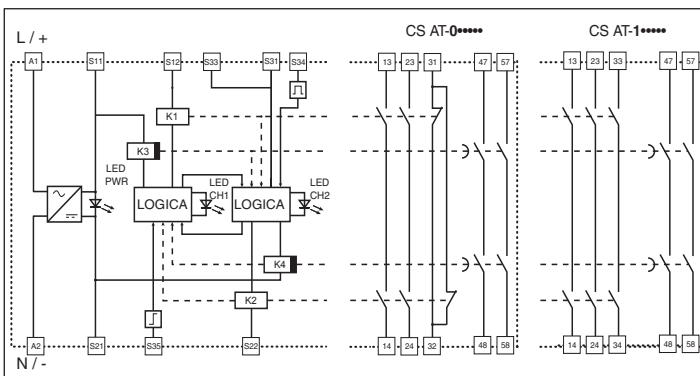 L / +
CS AT-0•••••
CS AT-1•••••
A1 S11 S12 S33 S31 S34
13 23 31 47 57
13 23 33 47 57
K1
K3
LED
PWR
LED
CH1
LED
CH2
LOGICA
LOGICA
K4
K2
A2 S21 S35 S22
14 24 32 48 58
14 24 34 48 58
N / -